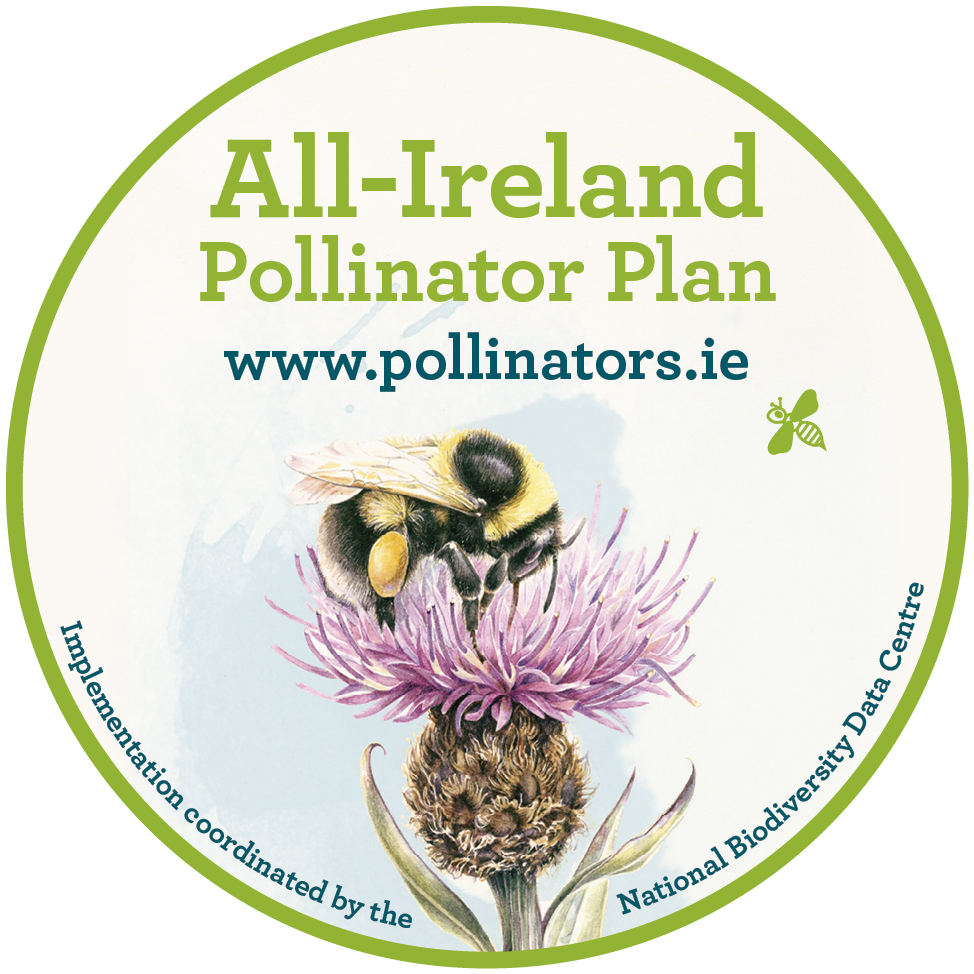 All-Ireland
Pollinator Plan
www.pollinators.ie
Implementation coordinated by the
National Biodiversity Data Centre